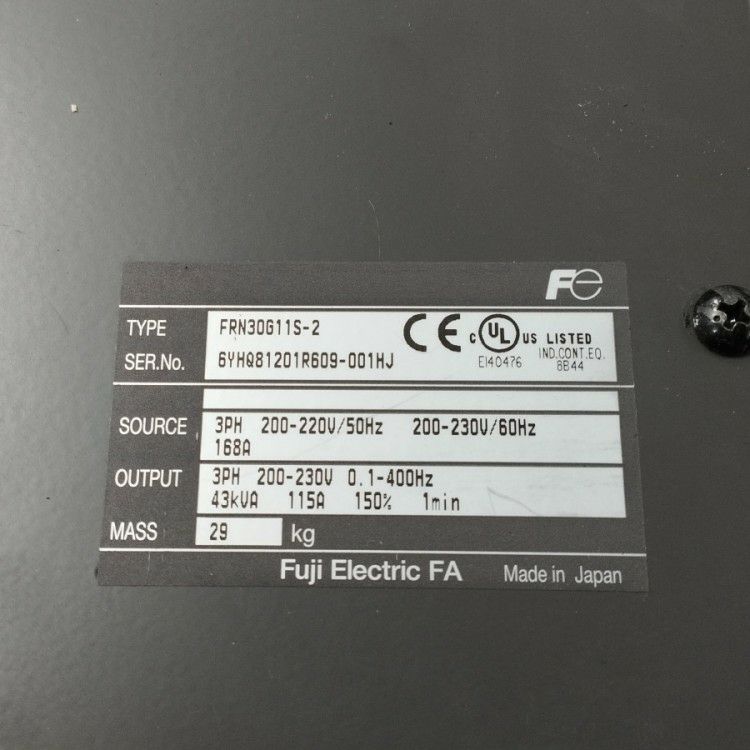 Fe
TYPE FRN30G11S-2
SER.No. 6YHQ81201R609-001HJ
CE c UL US LISTED
E140476 IND.CONT.EQ.
8B44
SOURCE 3PH 200-220V/50Hz 200-230V/60Hz
168A
OUTPUT 3PH 200-230V 0.1-400Hz
43kVA 115A 150% 1min
MASS 29 kg
Fuji Electric FA Made in Japan